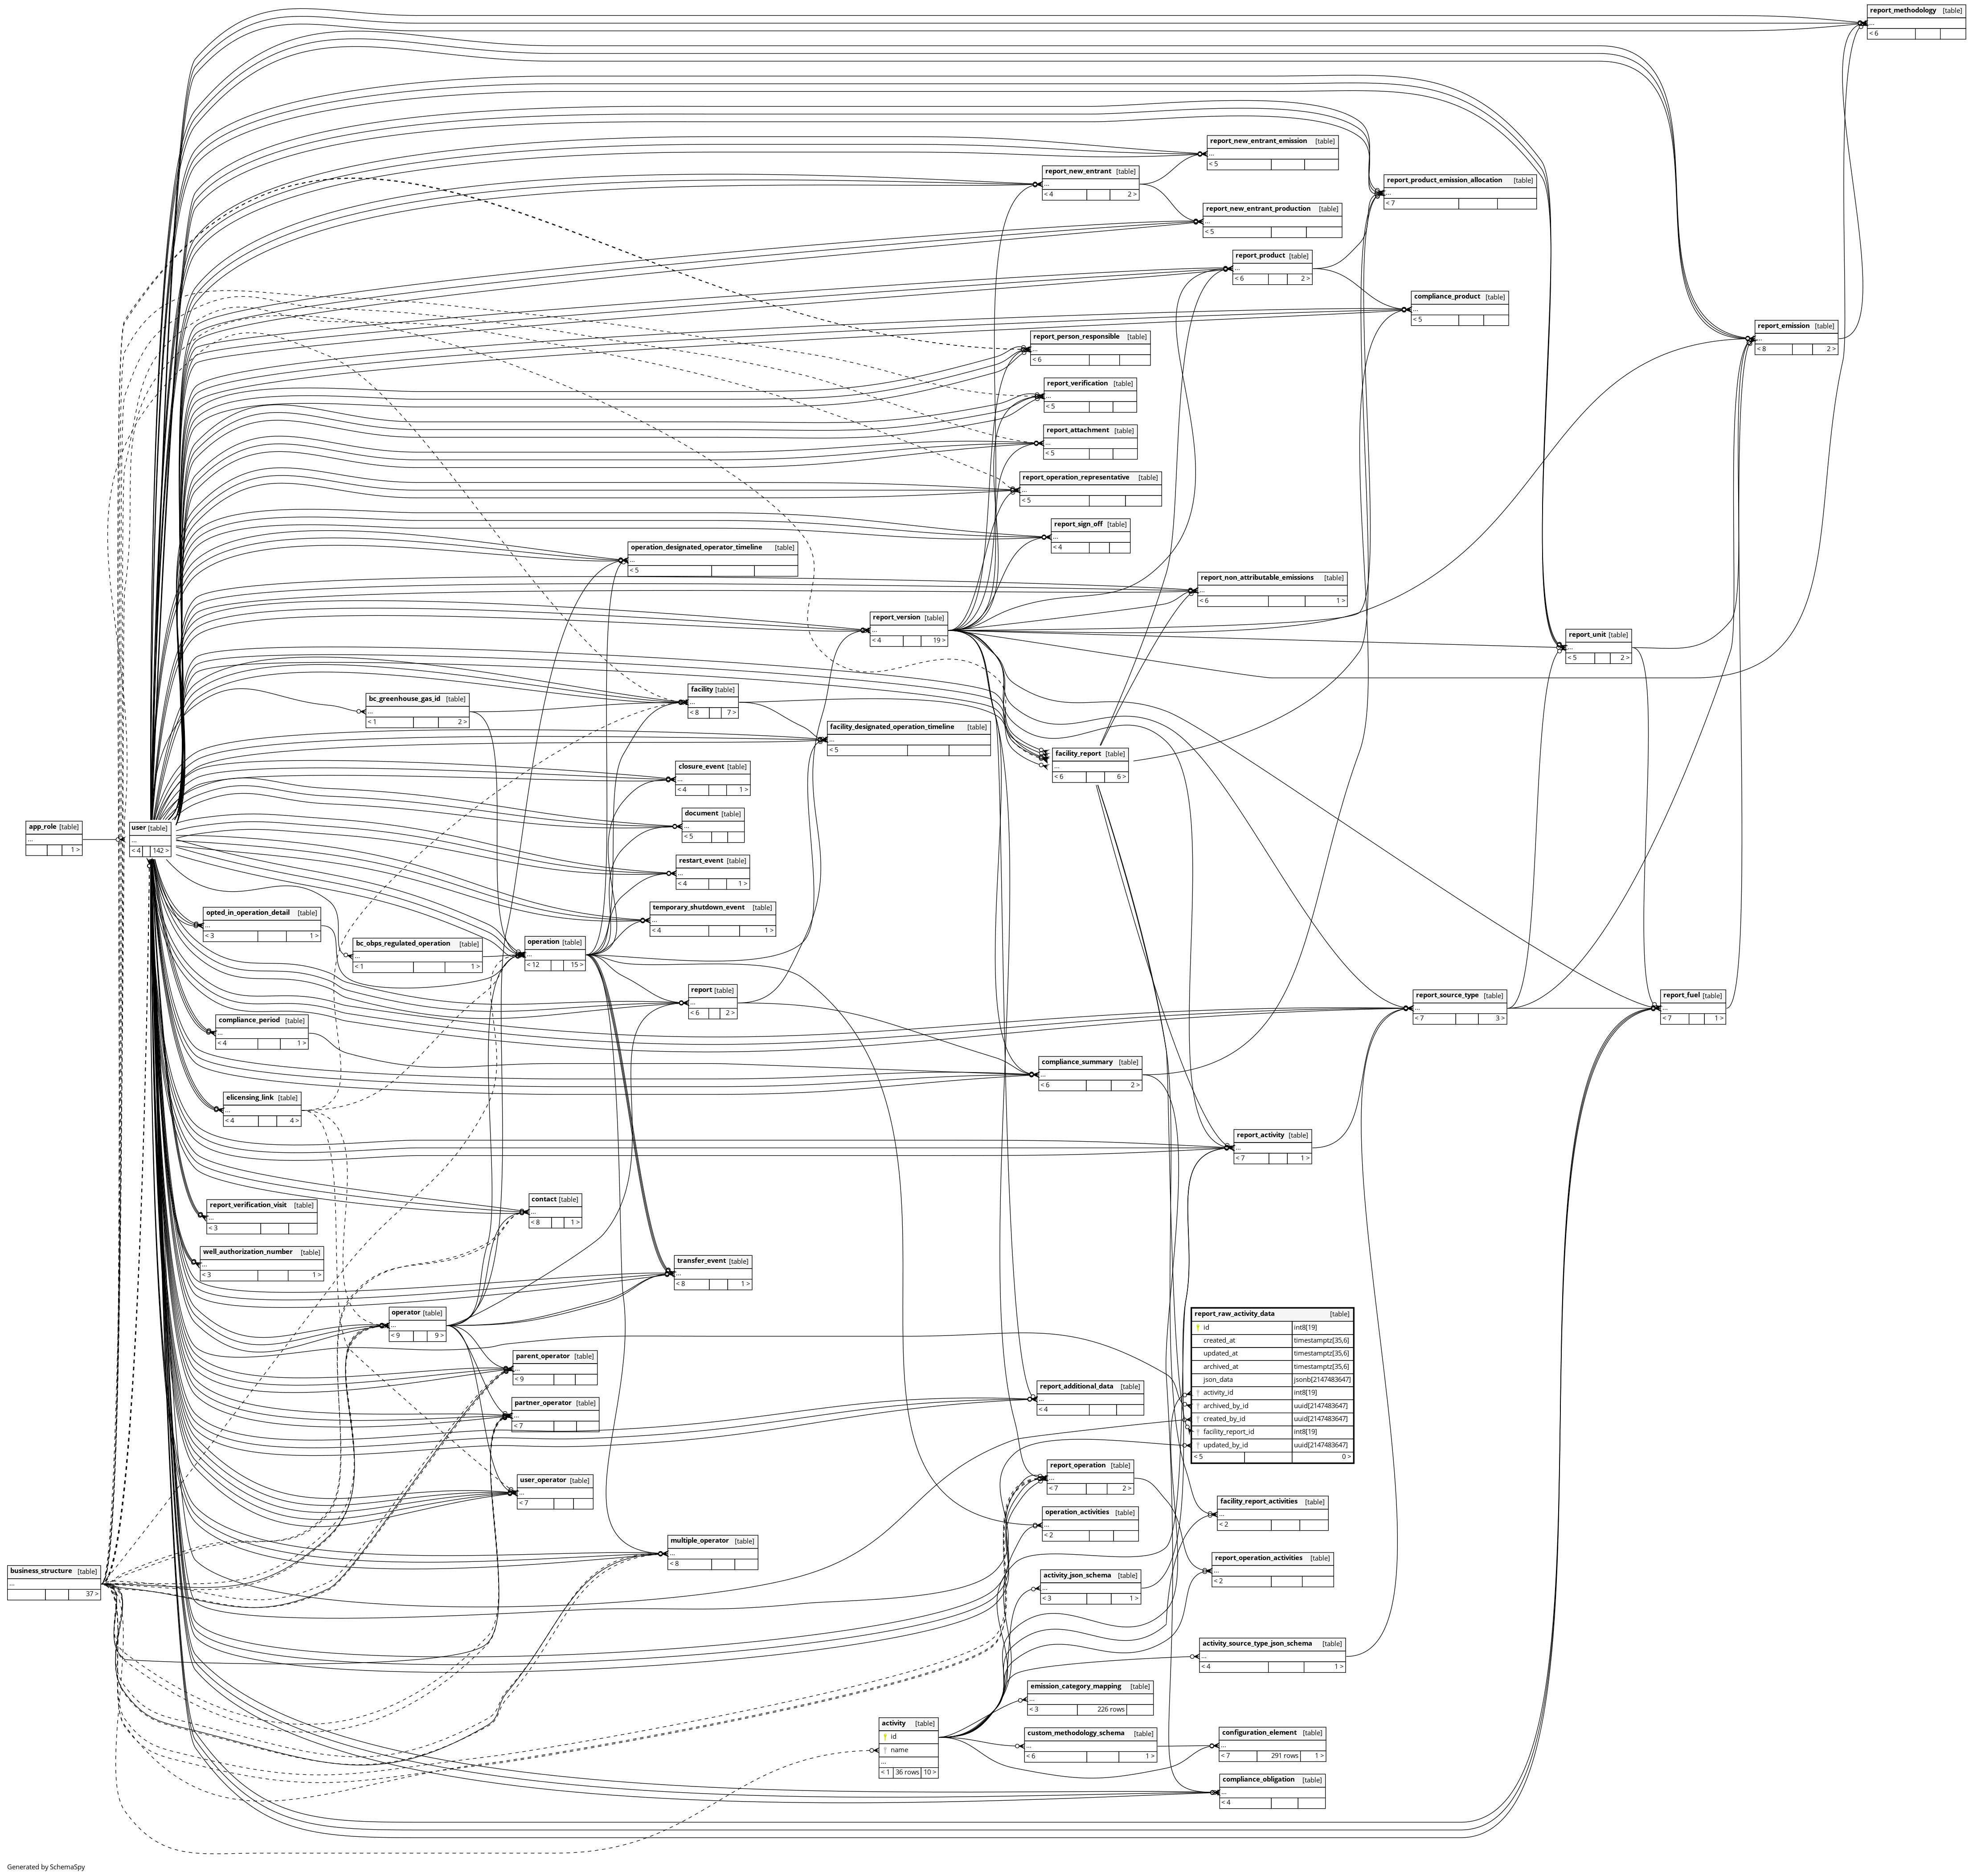 report_methodology [table]
...
< 6
report_new_entrant_emission [table]
...
< 5
report_new_entrant [table]
...
< 4 2 >
report_product_emission_allocation [table]
...
< 7
report_new_entrant_production [table]
...
< 5
report_product [table]
...
< 6 2 >
compliance_product [table]
...
< 5
report_emission [table]
...
< 8 2 >
report_person_responsible [table]
...
< 6
report_verification [table]
...
< 5
report_attachment [table]
...
< 5
report_operation_representative [table]
...
< 5
report_sign_off [table]
...
< 4
operation_designated_operator_timeline [table]
...
< 5
report_non_attributable_emissions [table]
...
< 6 1 >
report_version [table]
...
< 4 19 >
report_unit [table]
...
< 5 2 >
facility [table]
...
< 8 7 >
bc_greenhouse_gas_id [table]
...
< 1 2 >
facility_designated_operation_timeline [table]
...
< 5
facility_report [table]
...
< 6 6 >
closure_event [table]
...
< 4 1 >
document [table]
...
< 5
app_role [table]
...
1 >
user [table]
...
< 4 142 >
restart_event [table]
...
< 4 1 >
temporary_shutdown_event [table]
...
< 4 1 >
opted_in_operation_detail [table]
...
< 3 1 >
bc_obps_regulated_operation [table]
...
< 1 1 >
operation [table]
...
< 12 15 >
report [table]
...
< 6 2 >
report_source_type [table]
...
< 7 3 >
report_fuel [table]
...
< 7 1 >
compliance_period [table]
...
< 4 1 >
compliance_summary [table]
...
< 6 2 >
elicensing_link [table]
...
< 4 4 >
report_activity [table]
...
< 7 1 >
contact [table]
...
< 8 1 >
report_verification_visit [table]
...
< 3
well_authorization_number [table]
...
< 3 1 >
transfer_event [table]
...
< 8 1 >
operator [table]
...
< 9 9 >
report_raw_activity_data [table]
id int8[19]
created_at timestamptz[35,6]
updated_at timestamptz[35,6]
archived_at timestamptz[35,6]
json_data jsonb[2147483647]
activity_id int8[19]
archived_by_id uuid[2147483647]
created_by_id uuid[2147483647]
facility_report_id int8[19]
updated_by_id uuid[2147483647]
< 5 0 >
parent_operator [table]
...
< 9
report_additional_data [table]
...
< 4
partner_operator [table]
...
< 7
report_operation [table]
...
< 7 2 >
user_operator [table]
...
< 7
facility_report_activities [table]
...
< 2
operation_activities [table]
...
< 2
multiple_operator [table]
...
< 8
report_operation_activities [table]
...
< 2
business_structure [table]
...
37 >
activity_json_schema [table]
...
< 3 1 >
activity_source_type_json_schema [table]
...
< 4 1 >
emission_category_mapping [table]
...
< 3 226 rows
activity [table]
id
name
...
< 1 36 rows 10 >
custom_methodology_schema [table]
...
< 6 1 >
configuration_element [table]
...
< 7 291 rows 1 >
compliance_obligation [table]
...
< 4
Generated by SchemaSpy